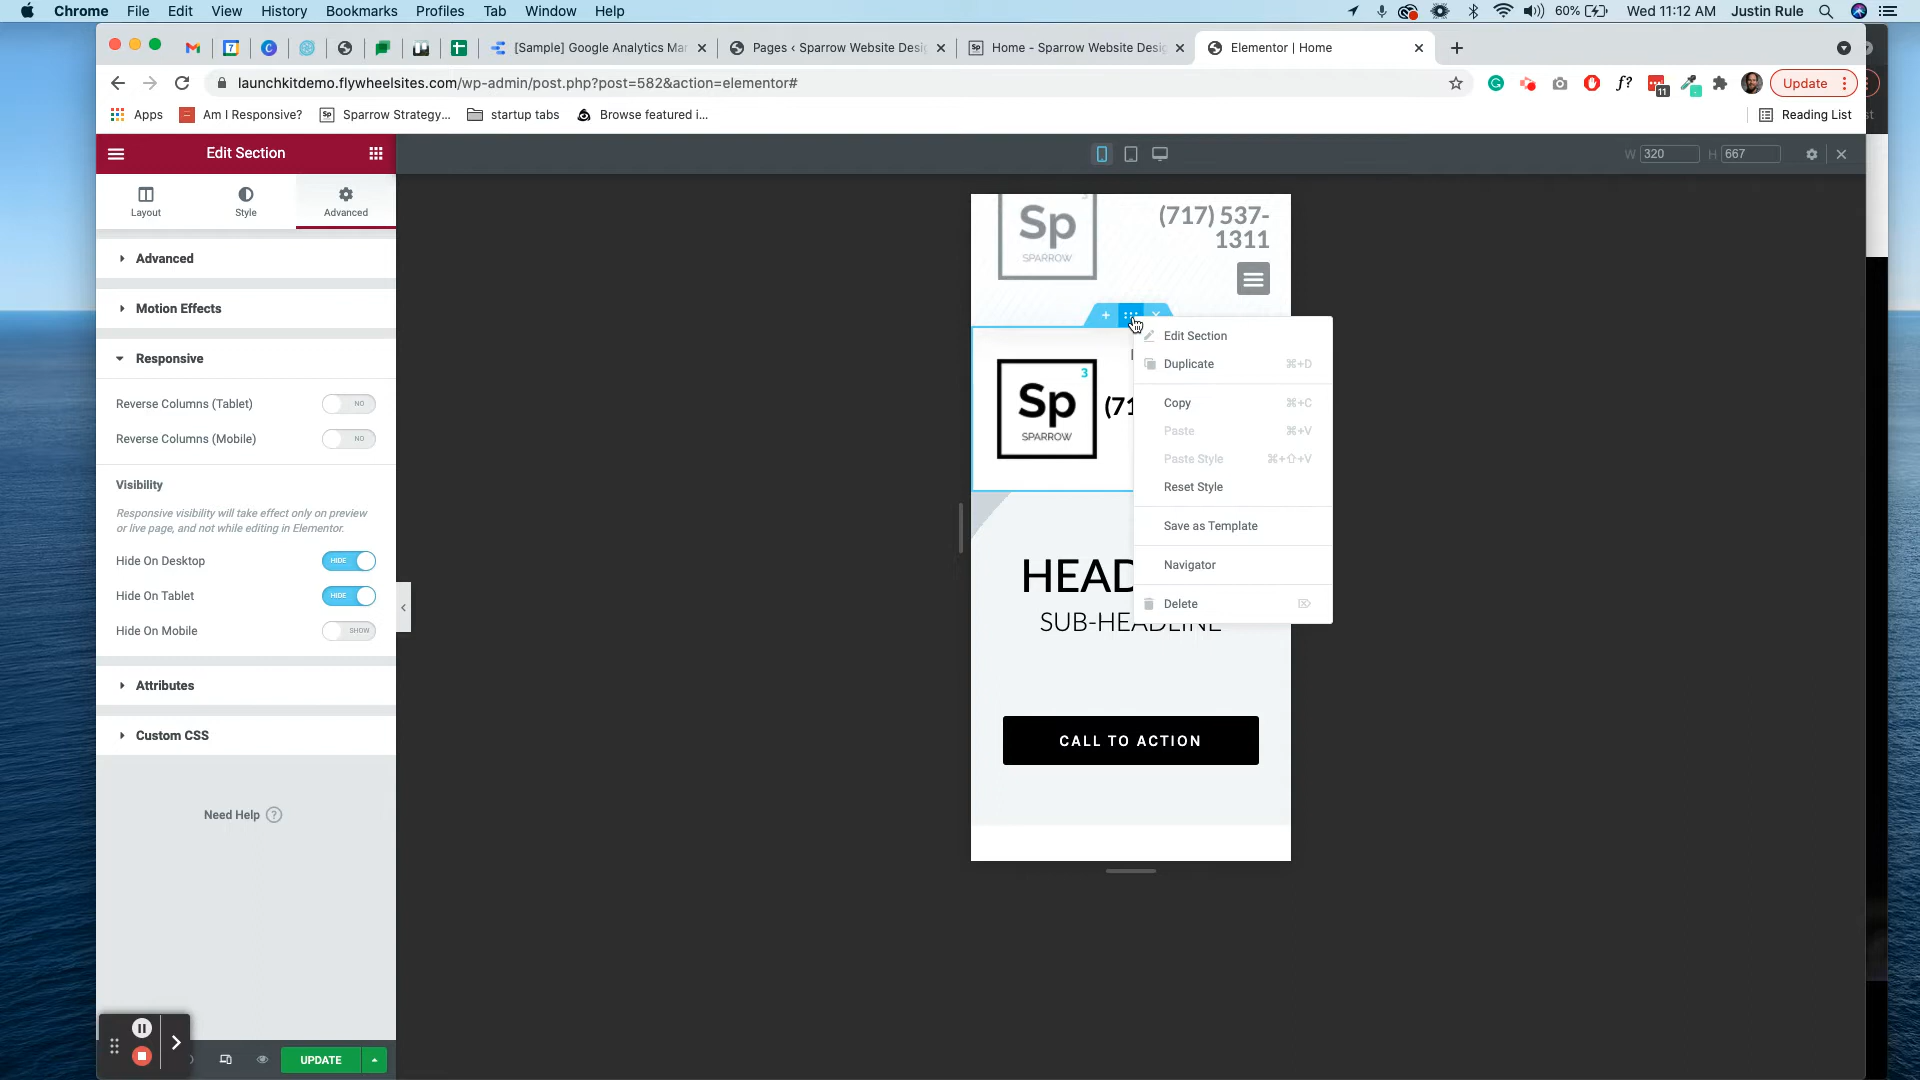 Chrome File Edit View History Bookmarks Profiles Tab Window Help
60% Wed 11:12 AM Justin Rule
[Sample] Google Analytics Mar
Pages ‹ Sparrow Website Desig
Home - Sparrow Website Desig
Elementor | Home
launchkitdemo.flywheelsites.com/wp-admin/post.php?post=582&action=elementor#
f?
11
Update
Apps
Am I Responsive?
Sparrow Strategy...
startup tabs
Browse featured i...
Reading List
Edit Section
W 320 H 667
Layout
Style
Advanced
Advanced
Motion Effects
Responsive
Reverse Columns (Tablet) NO
Reverse Columns (Mobile) NO
Visibility
Responsive visibility will take effect only on preview
or live page, and not while editing in Elementor.
Hide On Desktop HIDE
Hide On Tablet HIDE
Hide On Mobile SHOW
Attributes
Custom CSS
Need Help ?
UPDATE
3
Sp
SPARROW
(717) 537-
1311
3
Sp
SPARROW
(71
HEAD
SUB-HEADLINE
CALL TO ACTION
Edit Section
Duplicate ⌘+D
Copy ⌘+C
Paste ⌘+V
Paste Style ⌘+⇧+V
Reset Style
Save as Template
Navigator
Delete ⌦